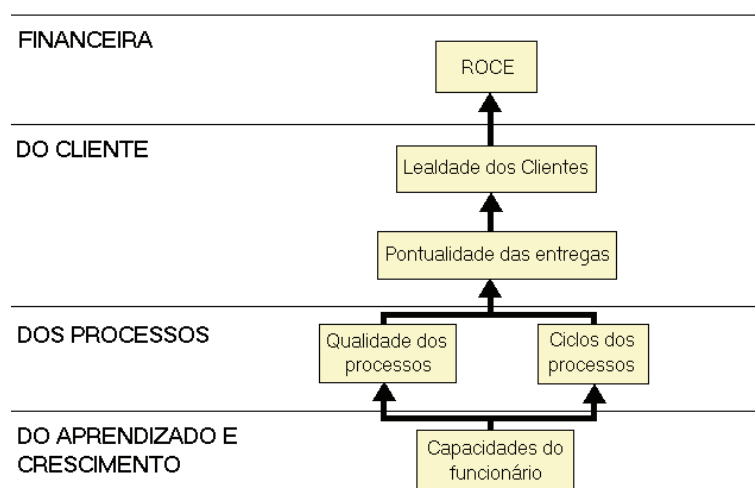 FINANCEIRA
ROCE
DO CLIENTE
Lealdade dos Clientes
Pontualidade das entregas
DOS PROCESSOS
Qualidade dos
processos
Ciclos dos
processos
DO APRENDIZADO E
CRESCIMENTO
Capacidades do
funcionário